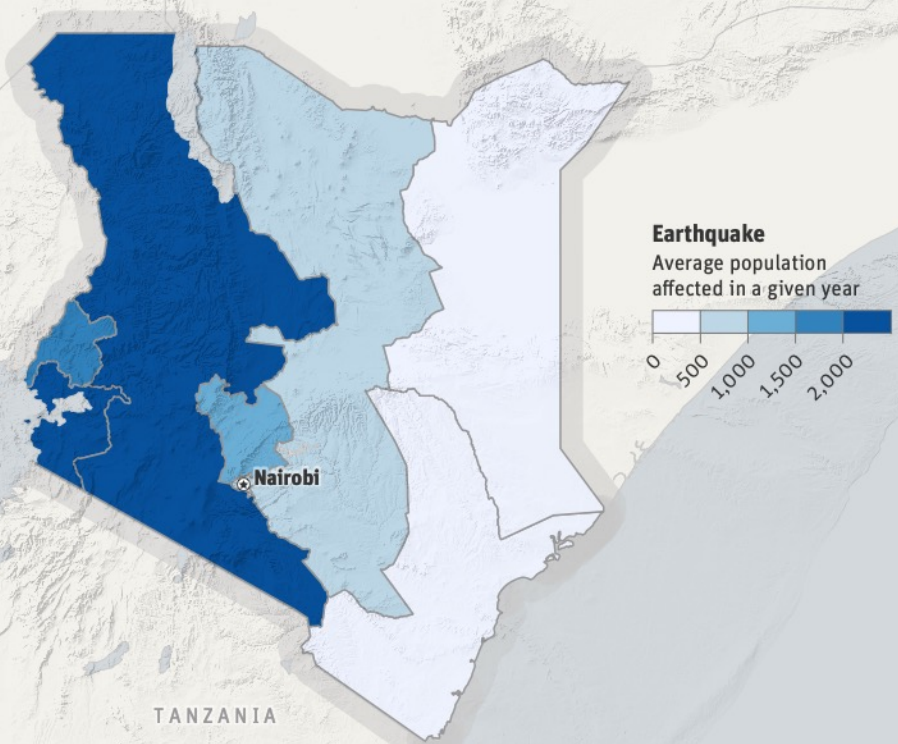 Earthquake
Average population
affected in a given year
0
500
1,000
1,500
2,000
Nairobi
TANZANIA